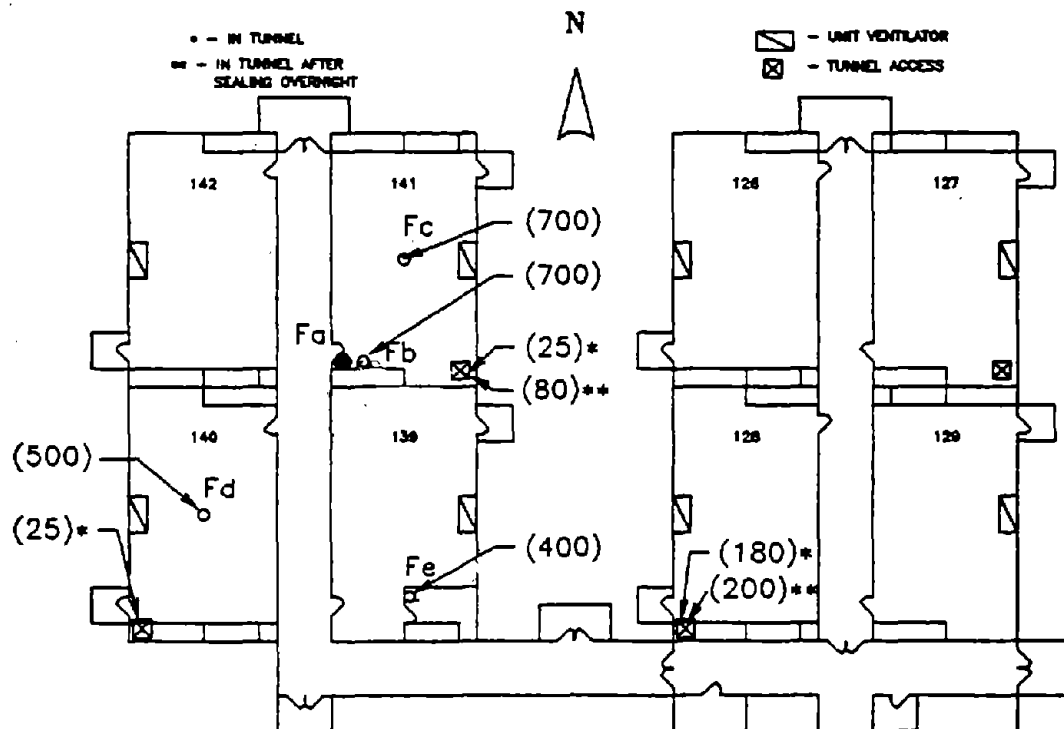 N
* - IN TUNNEL
** - IN TUNNEL AFTER
SEALING OVERNIGHT
- UNIT VENTILATOR
- TUNNEL ACCESS
142
141
126
127
Fc
(700)
(700)
Fa
Fb
(25)*
(80)**
140
139
128
129
(500)
Fd
(25)*
Fe
(400)
(180)*
(200)**